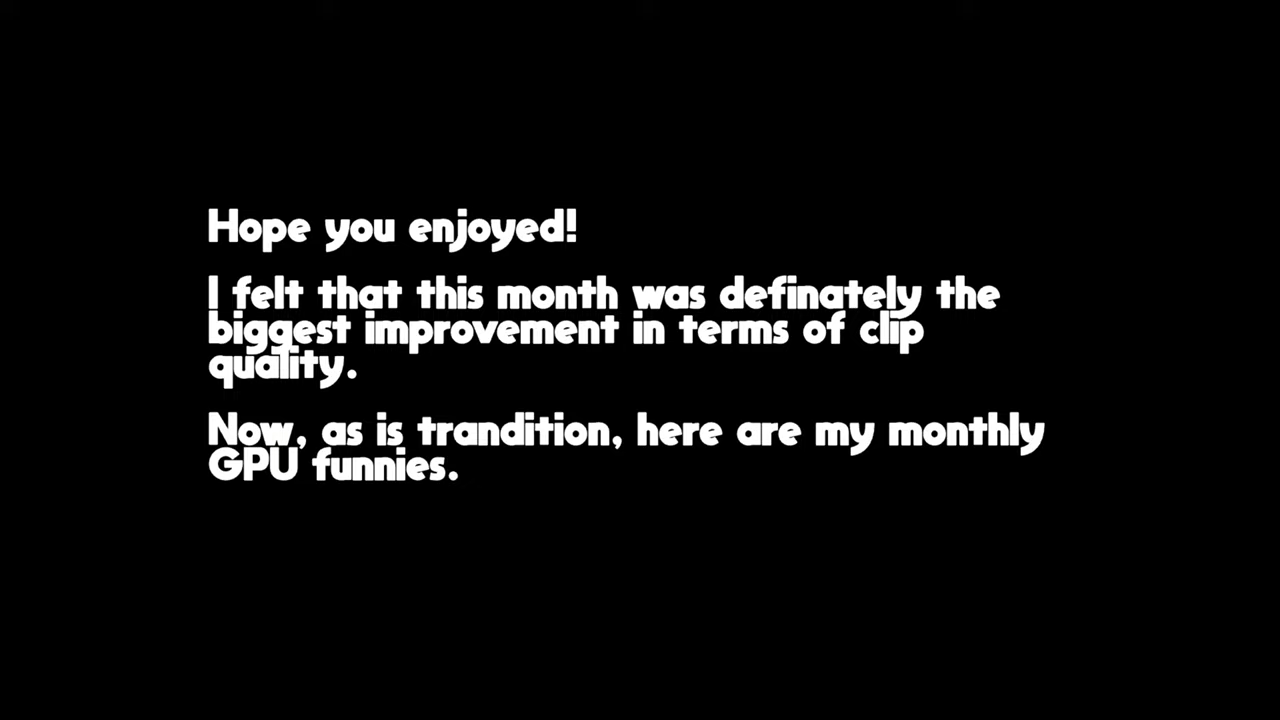 Hope you enjoyed!
I felt that this month was definately the
biggest improvement in terms of clip
quality.
Now, as is trandition, here are my monthly
GPU funnies.